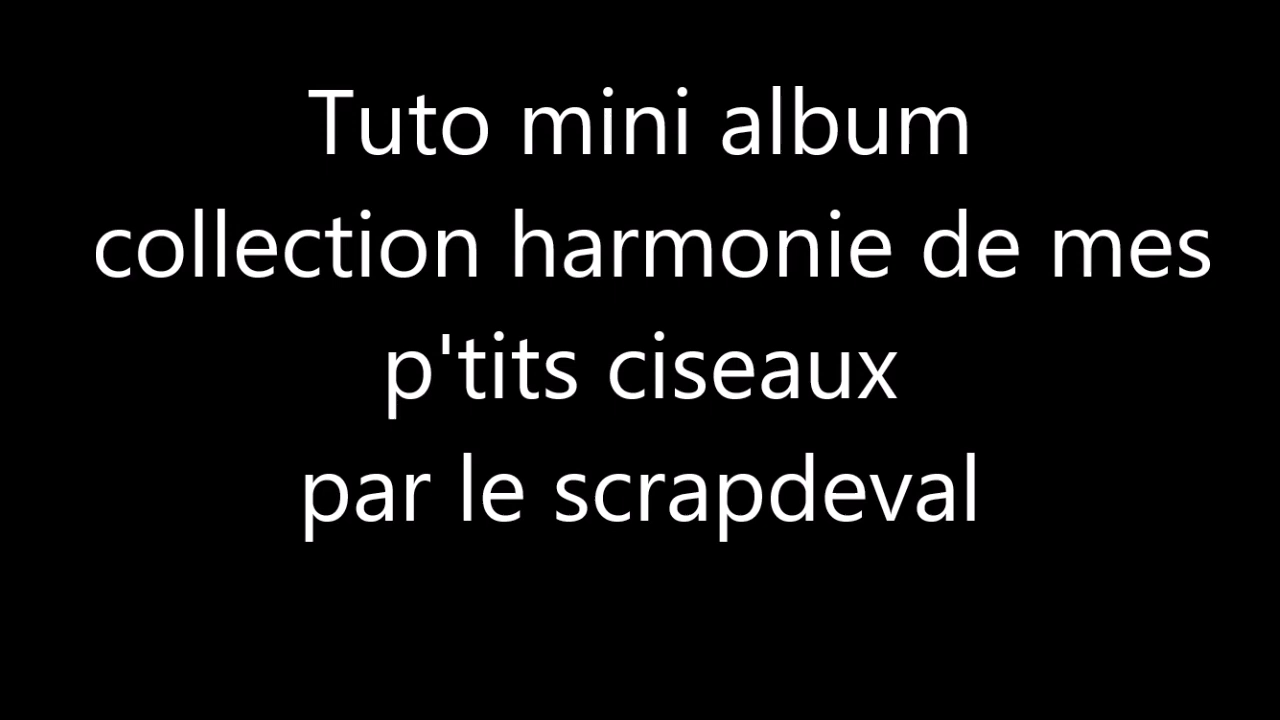 Tuto mini album
collection harmonie de mes
p'tits ciseaux
par le scrapdeval